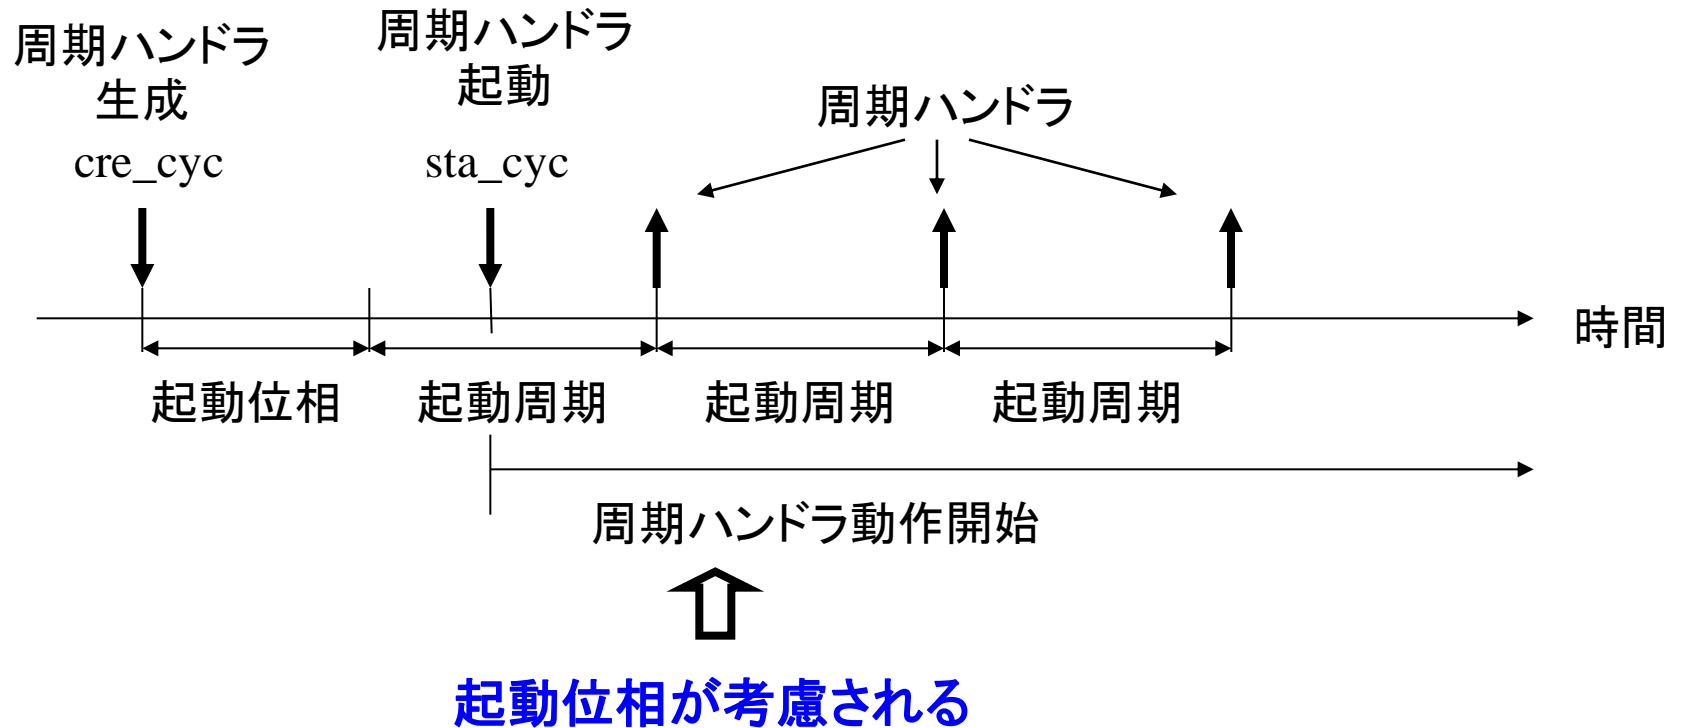 周期ハンドラ
生成
cre_cyc
周期ハンドラ
起動
sta_cyc
周期ハンドラ
時間
起動位相
起動周期
起動周期
起動周期
周期ハンドラ動作開始
起動位相が考慮される